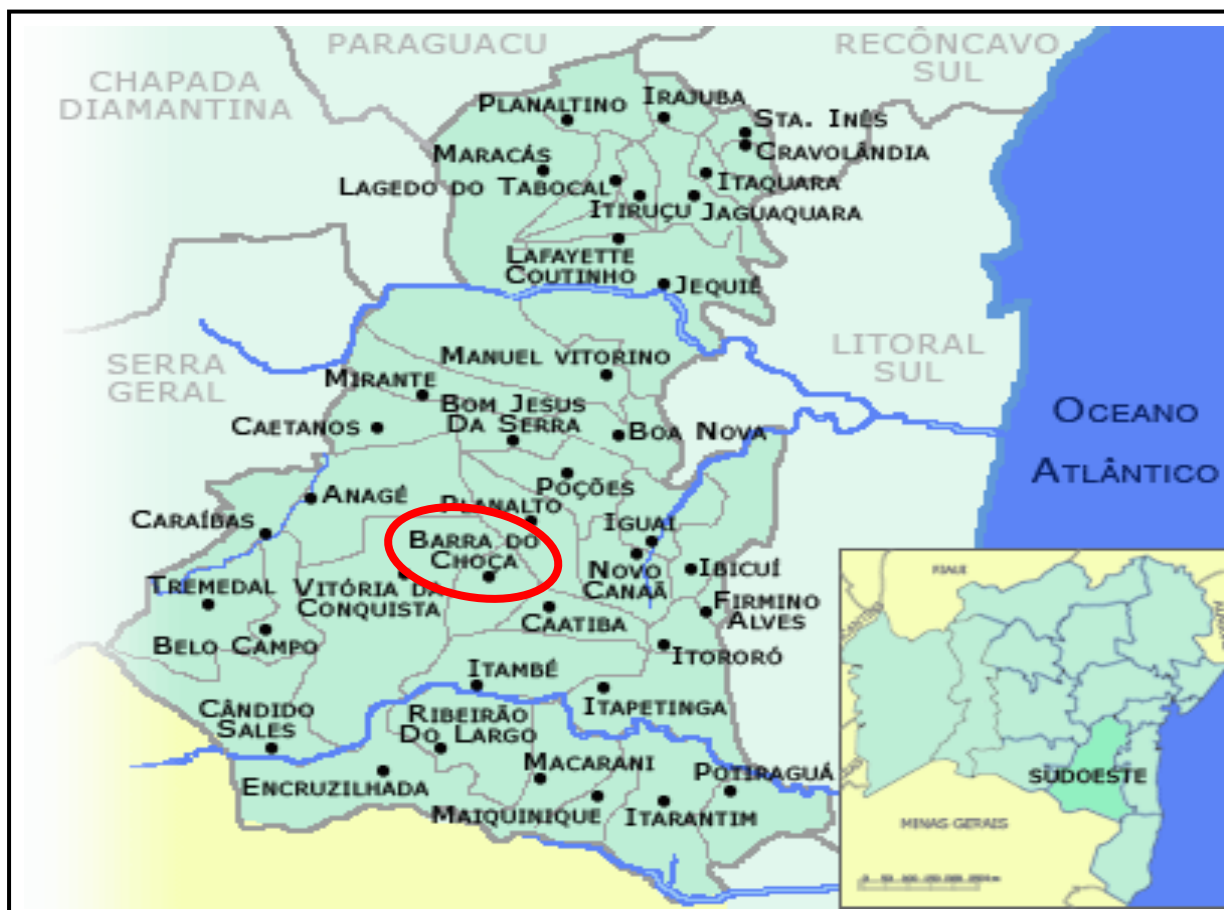 PARAGUACU
RECÔNCAVO
SUL
CHAPADA
DIAMANTINA
PLANALTINO
IRAJUBA
STA. INÊS
CRAVOLÂNDIA
MARACÁS
ITAQUARA
LAGEDO DO TABOCAL
ITIRUÇU
JAGUAQUARA
LAFAYETTE
COUTINHO
JEQUIÉ
SERRA
GERAL
LITORAL
SUL
MANUEL VITORINO
MIRANTE
BOM JESUS
DA SERRA
CAETANOS
BOA NOVA
OCEANO
ATLÂNTICO
POÇÕES
ANAGÉ
PLANALTO
CARAÍBAS
IGUAI
BARRA DO
CHOÇA
NOVO
CANAÃ
IBICUÍ
TREMEDAL
VITÓRIA DA
CONQUISTA
FIRMINO
ALVES
CAATIBA
BELO CAMPO
ITORORÓ
ITAMBÉ
ITAPETINGA
CÂNDIDO
SALES
RIBEIRÃO
DO LARGO
MACARANI
POTIRAGUÁ
ENCRUZILHADA
MAIQUINIQUE
ITARANTIM
PIAUI
SUDOESTE
MINAS GERAIS